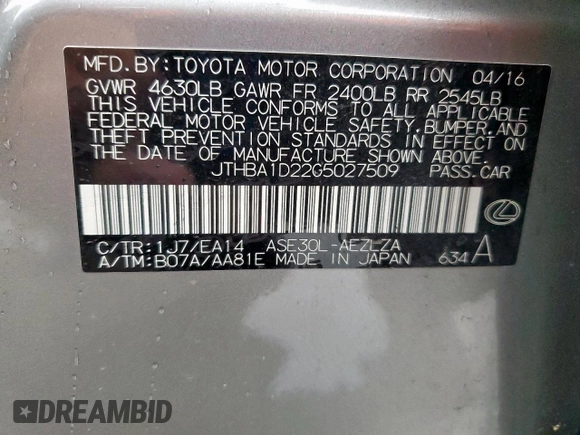 MFD. BY: TOYOTA MOTOR CORPORATION 04/16
GVWR 4630LB GAWR FR 2400LB RR 2545LB
THIS VEHICLE CONFORMS TO ALL APPLICABLE
FEDERAL MOTOR VEHICLE SAFETY, BUMPER, AND
THEFT PREVENTION STANDARDS IN EFFECT ON
THE DATE OF MANUFACTURE SHOWN ABOVE.
JTHBA1D22G5027509 PASS. CAR
C/TR: 1J7/EA14 ASE30L-AEZLZA
A/TM: B07A/AA81E MADE IN JAPAN 634 A
DREAMBID